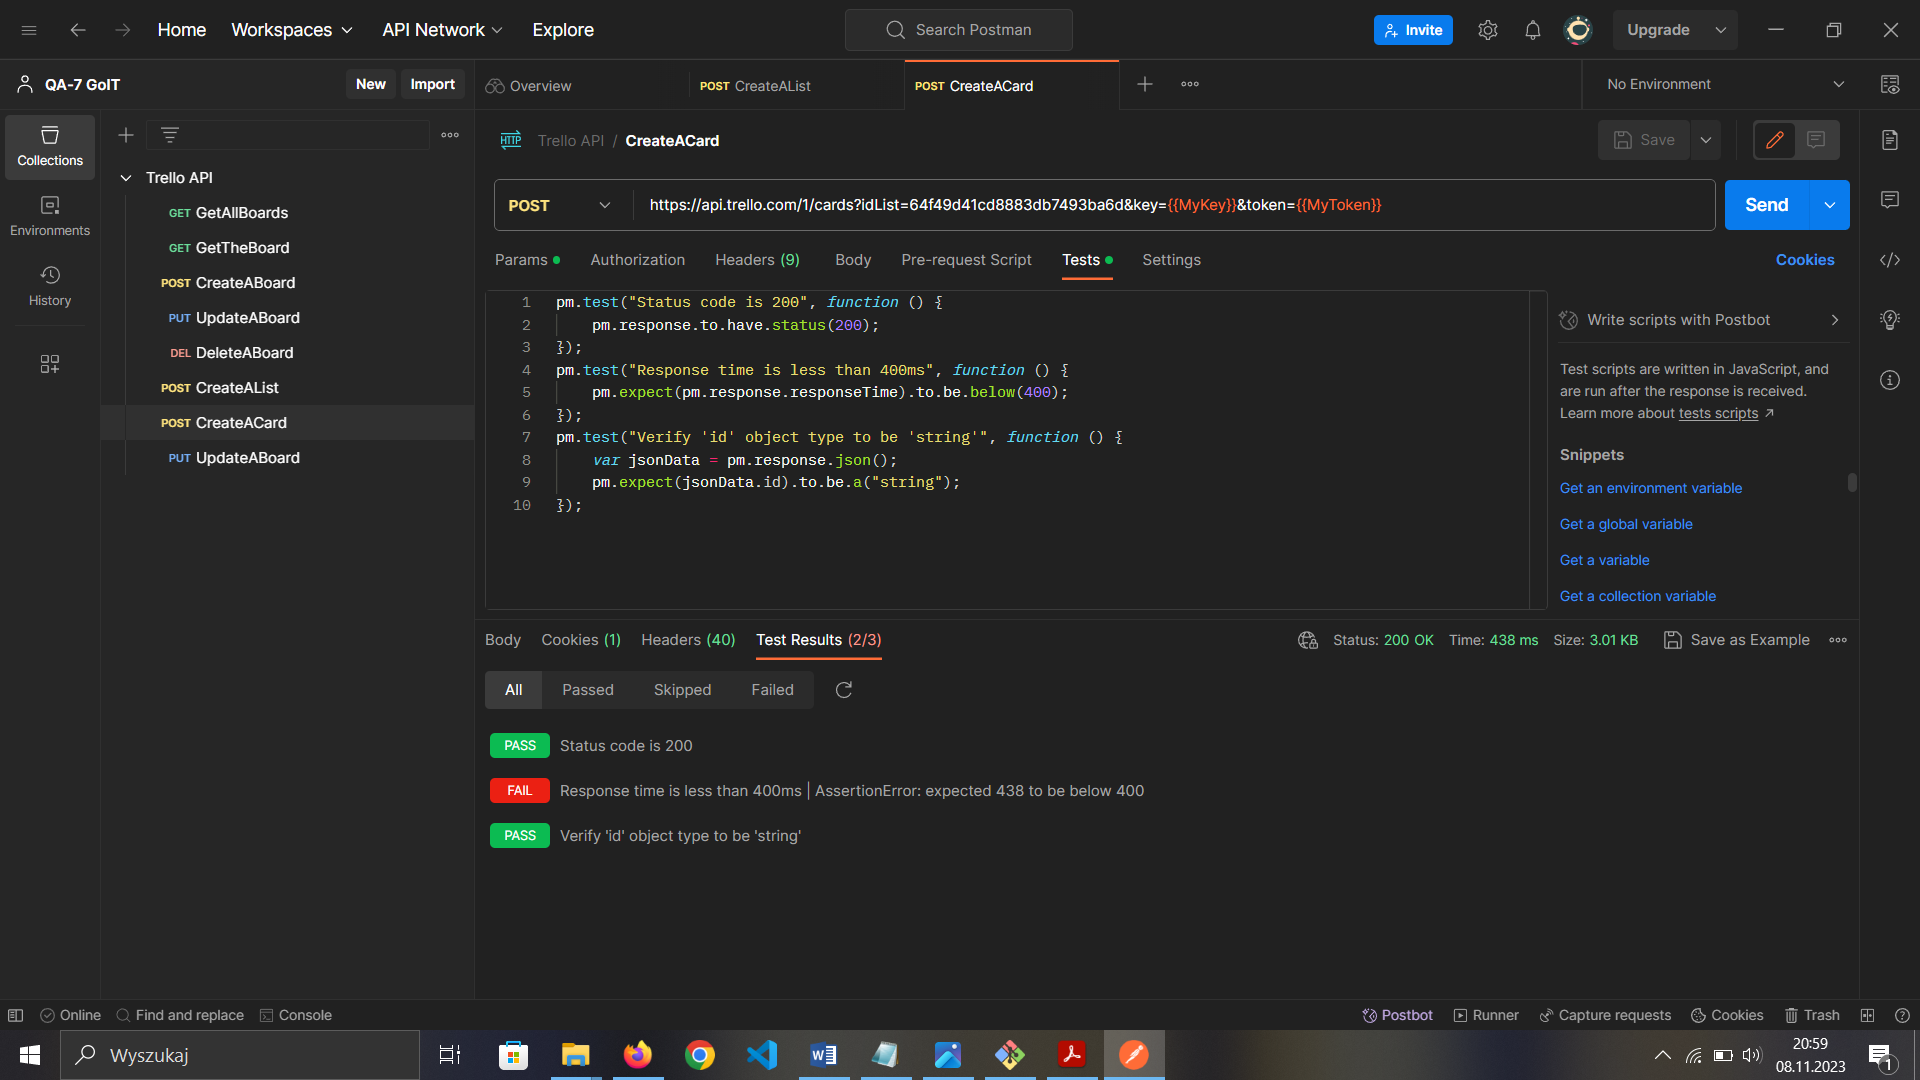 Home Workspaces API Network Explore
Search Postman
Invite
Upgrade
QA-7 GoIT
New Import
Overview
POST CreateAList
POST CreateACard
No Environment
Collections
Environments
History
Trello API
GET GetAllBoards
GET GetTheBoard
POST CreateABoard
PUT UpdateABoard
DEL DeleteABoard
POST CreateAList
POST CreateACard
PUT UpdateABoard
HTTP Trello API / CreateACard
Save
POST https://api.trello.com/1/cards?idList=64f49d41cd8883db7493ba6d&key={{MyKey}}&token={{MyToken}}
Send
Params Authorization Headers (9) Body Pre-request Script Tests Settings
Cookies
1 pm.test("Status code is 200", function () {
2 pm.response.to.have.status(200);
3 });
4 pm.test("Response time is less than 400ms", function () {
5 pm.expect(pm.response.responseTime).to.be.below(400);
6 });
7 pm.test("Verify 'id' object type to be 'string'", function () {
8 var jsonData = pm.response.json();
9 pm.expect(jsonData.id).to.be.a("string");
10 });
Write scripts with Postbot
Test scripts are written in JavaScript, and
are run after the response is received.
Learn more about tests scripts
Snippets
Get an environment variable
Get a global variable
Get a variable
Get a collection variable
Body Cookies (1) Headers (40) Test Results (2/3)
Status: 200 OK Time: 438 ms Size: 3.01 KB Save as Example
All Passed Skipped Failed
PASS Status code is 200
FAIL Response time is less than 400ms | AssertionError: expected 438 to be below 400
PASS Verify 'id' object type to be 'string'
Online Find and replace Console
Postbot Runner Capture requests Cookies Trash
Wyszukaj
20:59
08.11.2023
1